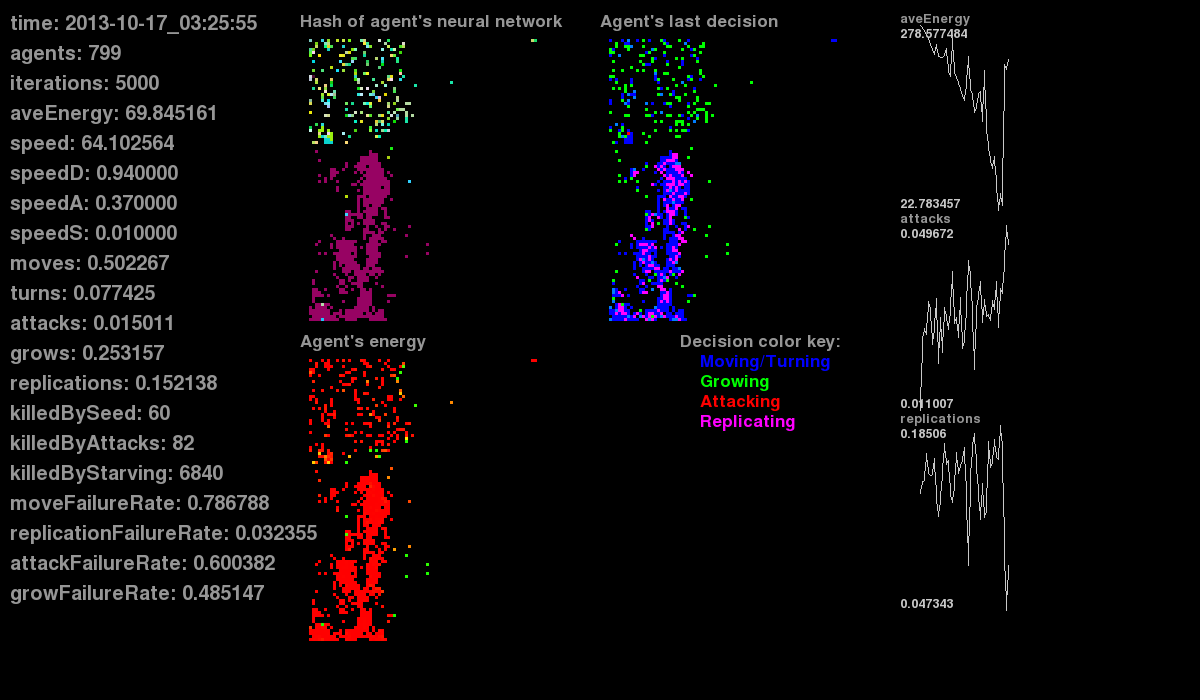 time: 2013-10-17_03:25:55
agents: 799
iterations: 5000
aveEnergy: 69.845161
speed: 64.102564
speedD: 0.940000
speedA: 0.370000
speedS: 0.010000
moves: 0.502267
turns: 0.077425
attacks: 0.015011
grows: 0.253157
replications: 0.152138
killedBySeed: 60
killedByAttacks: 82
killedByStarving: 6840
moveFailureRate: 0.786788
replicationFailureRate: 0.032355
attackFailureRate: 0.600382
growFailureRate: 0.485147
Hash of agent's neural network
Agent's last decision
Agent's energy
Decision color key:
Moving/Turning
Growing
Attacking
Replicating
aveEnergy
278.577484
22.783457
attacks
0.049672
0.011007
replications
0.18506
0.047343